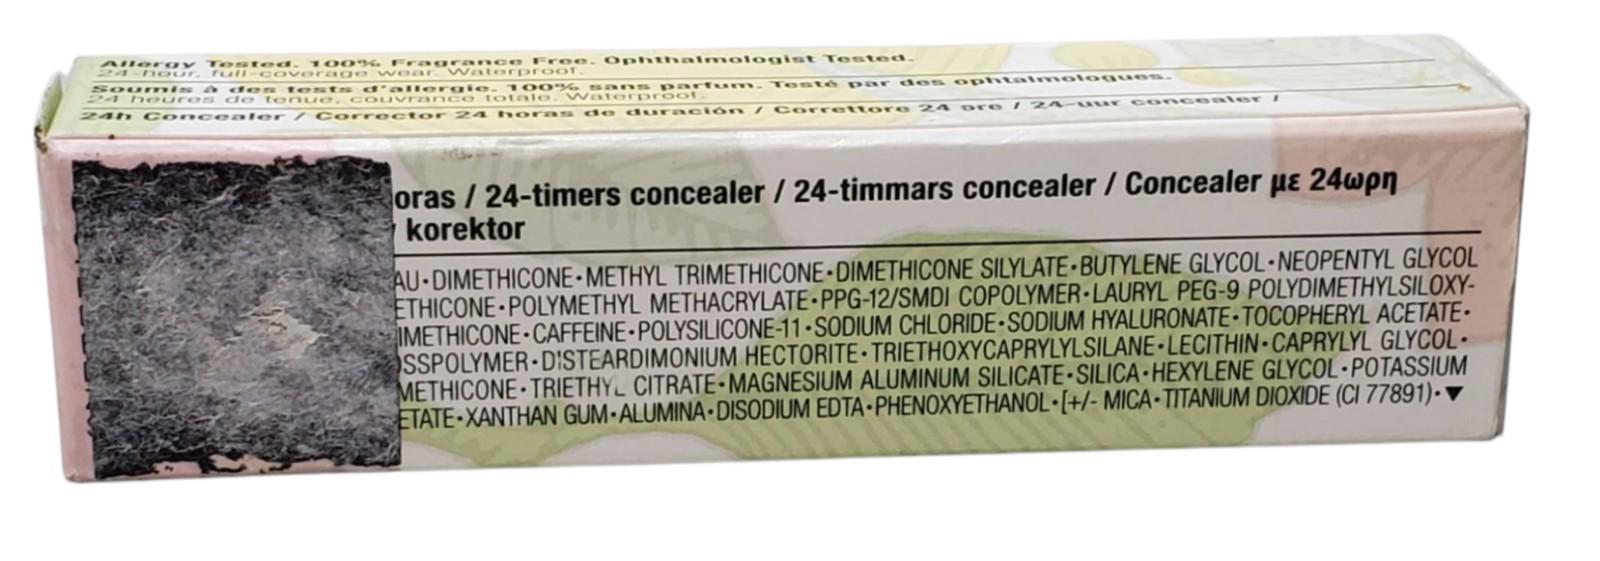 Allergy Tested. 100% Fragrance Free. Ophthalmologist Tested.
24-hour, full-coverage wear. Waterproof.
Soumis à des tests d'allergie. 100% sans parfum. Testé par des ophtalmologues.
24 heures de tenue, couvrance totale. Waterproof.
24h Concealer / Corrector 24 horas de duración / Correttore 24 ore / 24-uur concealer /
oras / 24-timers concealer / 24-timmars concealer / Concealer με 24ωρη
korektor
AU•DIMETHICONE•METHYL TRIMETHICONE•DIMETHICONE SILYLATE•BUTYLENE GLYCOL•NEOPENTYL GLYCOL
ETHICONE•POLYMETHYL METHACRYLATE•PPG-12/SMDI COPOLYMER•LAURYL PEG-9 POLYDIMETHYLSILOXY-
IMETHICONE•CAFFEINE•POLYSILICONE-11•SODIUM CHLORIDE•SODIUM HYALURONATE•TOCOPHERYL ACETATE•
OSSPOLYMER•DISTEARDIMONIUM HECTORITE•TRIETHOXYCAPRYLYLSILANE•LECITHIN•CAPRYLYL GLYCOL•
METHICONE•TRIETHYL CITRATE•MAGNESIUM ALUMINUM SILICATE•SILICA•HEXYLENE GLYCOL•POTASSIUM
ETATE•XANTHAN GUM•ALUMINA•DISODIUM EDTA•PHENOXYETHANOL•[+/- MICA•TITANIUM DIOXIDE (CI 77891)•▼